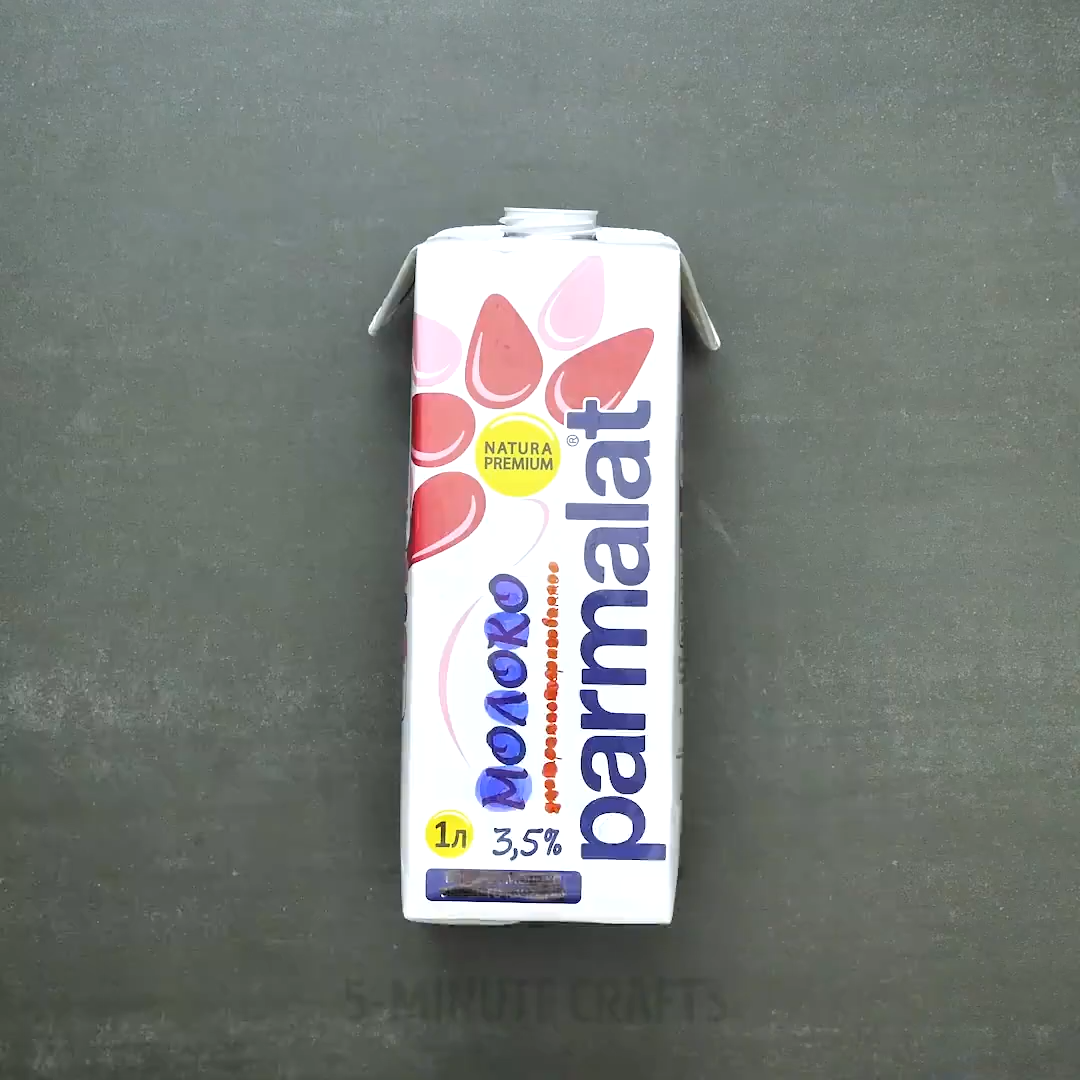 NATURA
PREMIUM
parmalat
®
Молоко
1л
3,5%
5-MINUTE CRAFTS